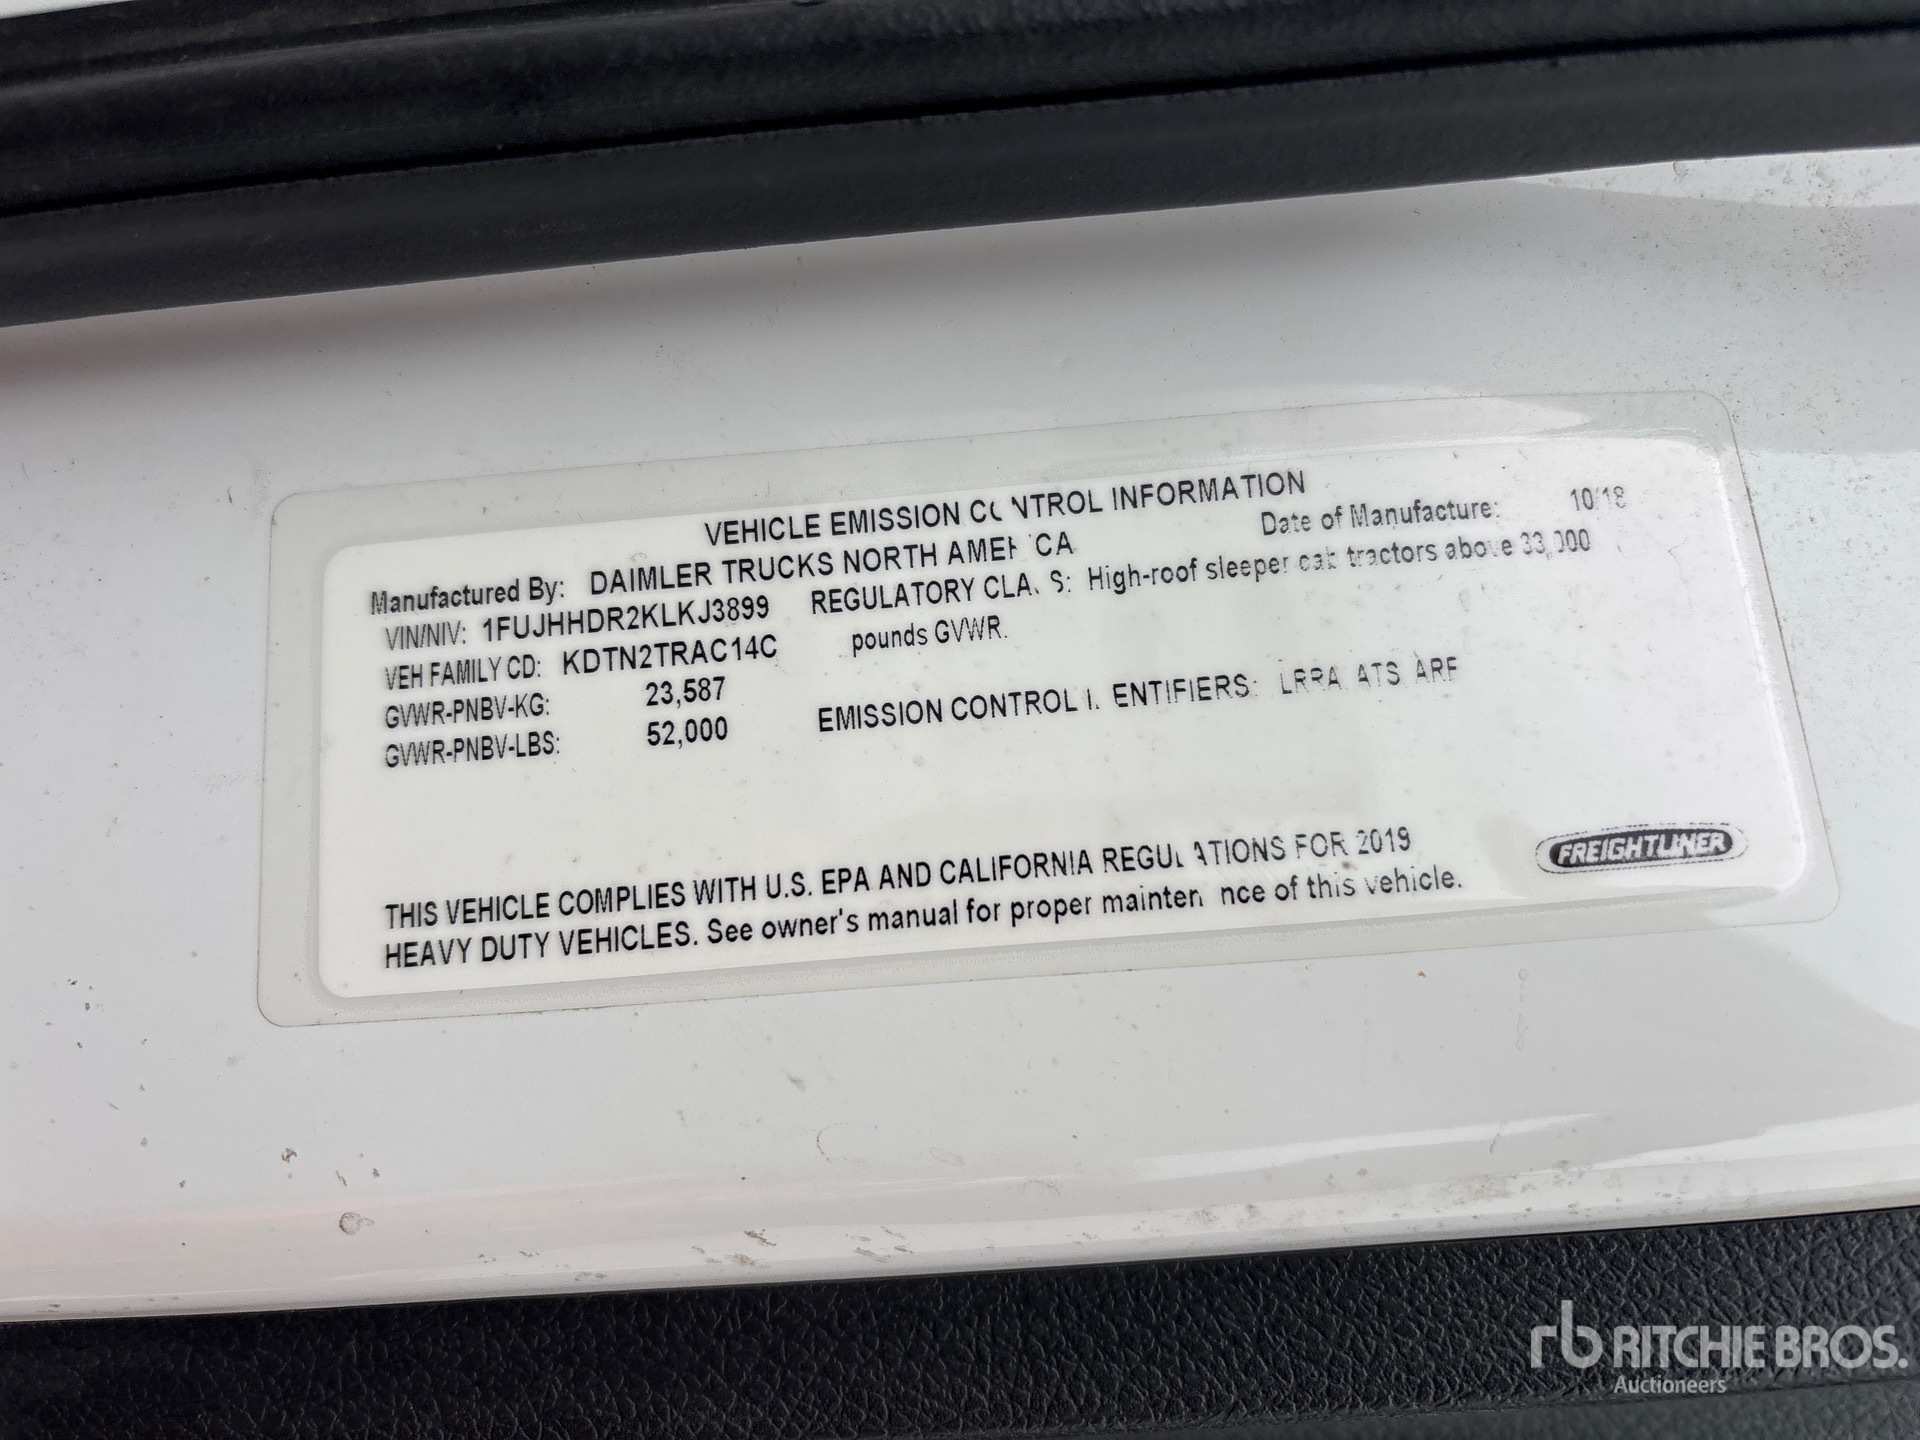 VEHICLE EMISSION CONTROL INFORMATION
Manufactured By: DAIMLER TRUCKS NORTH AMERICA Date of Manufacture: 10/18
VIN/NIV: 1FUJHHDR2KLKJ3899 REGULATORY CLASS: High-roof sleeper cab tractors above 33,000
VEH FAMILY CD: KDTN2TRAC14C pounds GVWR.
GVWR-PNBV-KG: 23,587
GVWR-PNBV-LBS: 52,000 EMISSION CONTROL IDENTIFIERS: LRRA, ATS,
THIS VEHICLE COMPLIES WITH U.S. EPA AND CALIFORNIA REGULATIONS FOR 2019
HEAVY DUTY VEHICLES. See owner's manual for proper maintenance of this vehicle.
FREIGHTLINER
rb RITCHIE BROS.
Auctioneers